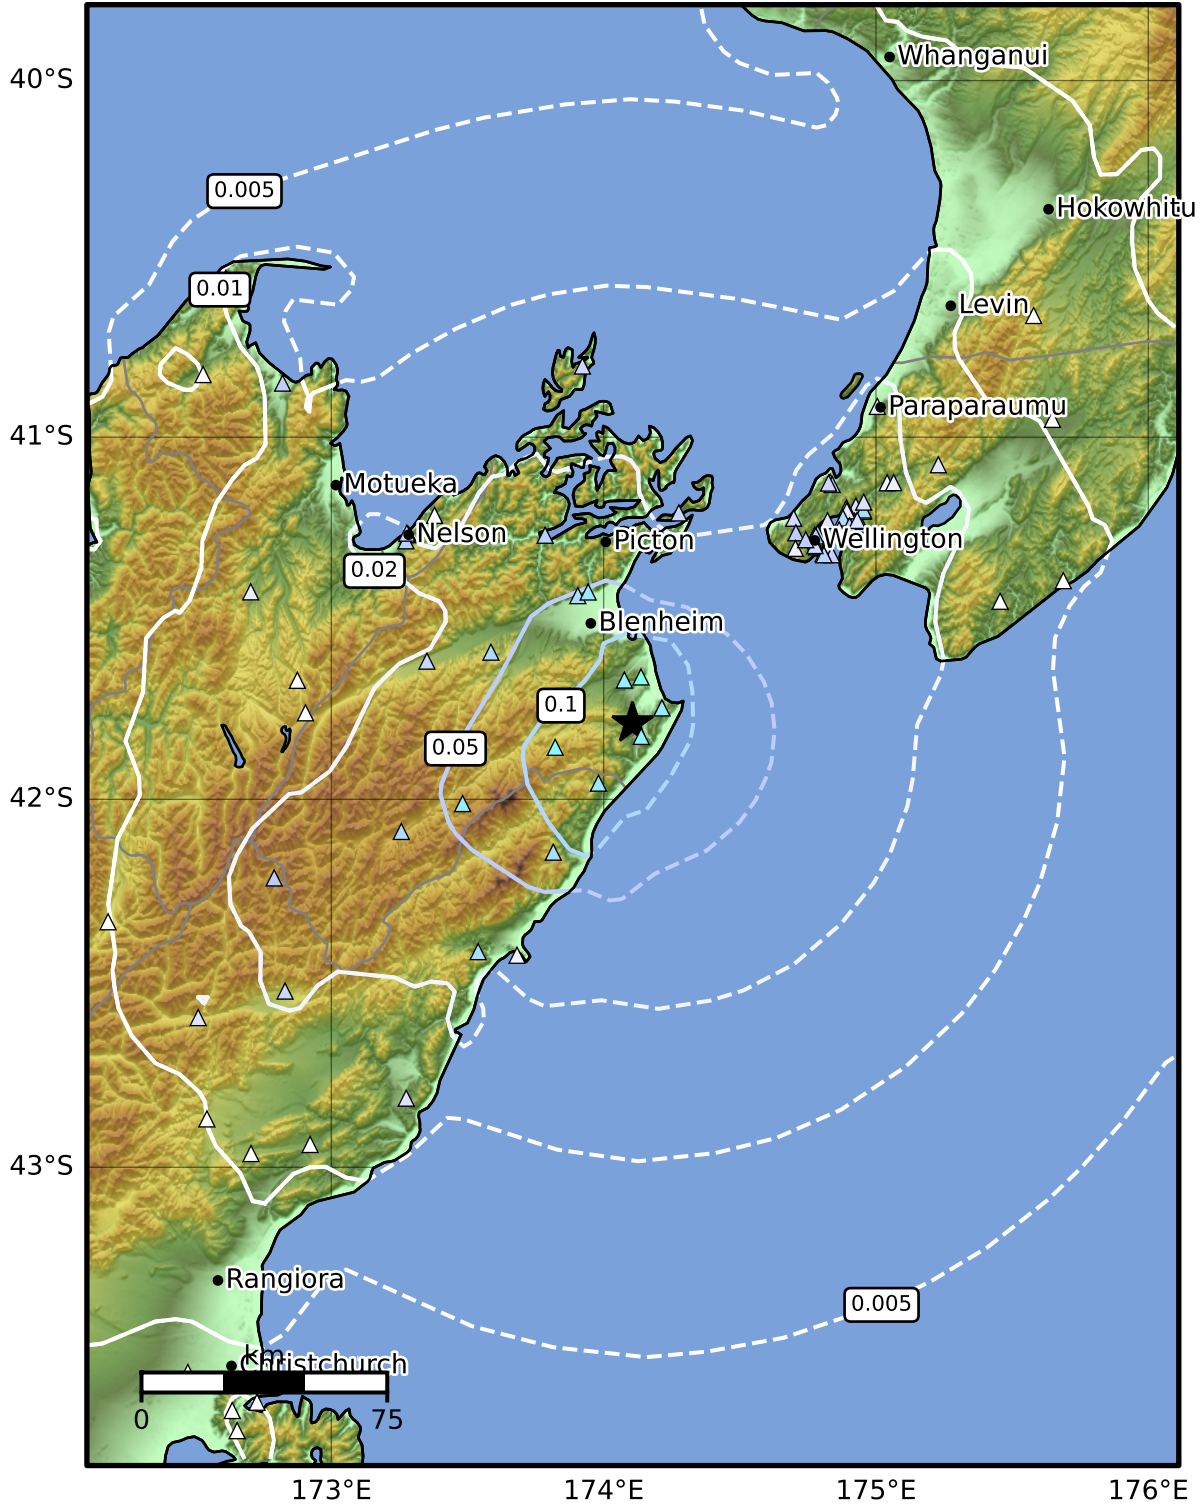 Whanganui
40°S
0.005
Hokowhitu
0.01
Levin
Paraparaumu
41°S
Motueka
Nelson
Picton
Wellington
0.02
Blenheim
0.1
0.05
42°S
43°S
Rangiora
0.005
km
Christchurch
0
75
173°E
174°E
175°E
176°E